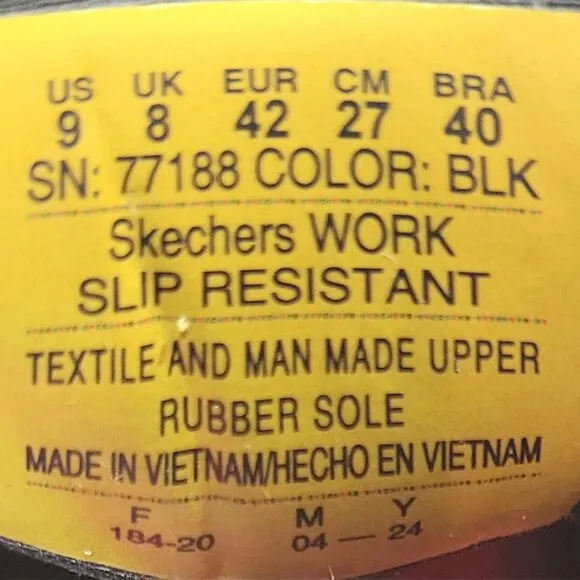 US UK EUR CM BRA
9 8 42 27 40
SN: 77188 COLOR: BLK
Skechers WORK
SLIP RESISTANT
TEXTILE AND MAN MADE UPPER
RUBBER SOLE
MADE IN VIETNAM/HECHO EN VIETNAM
F M Y
184-20 04 — 24